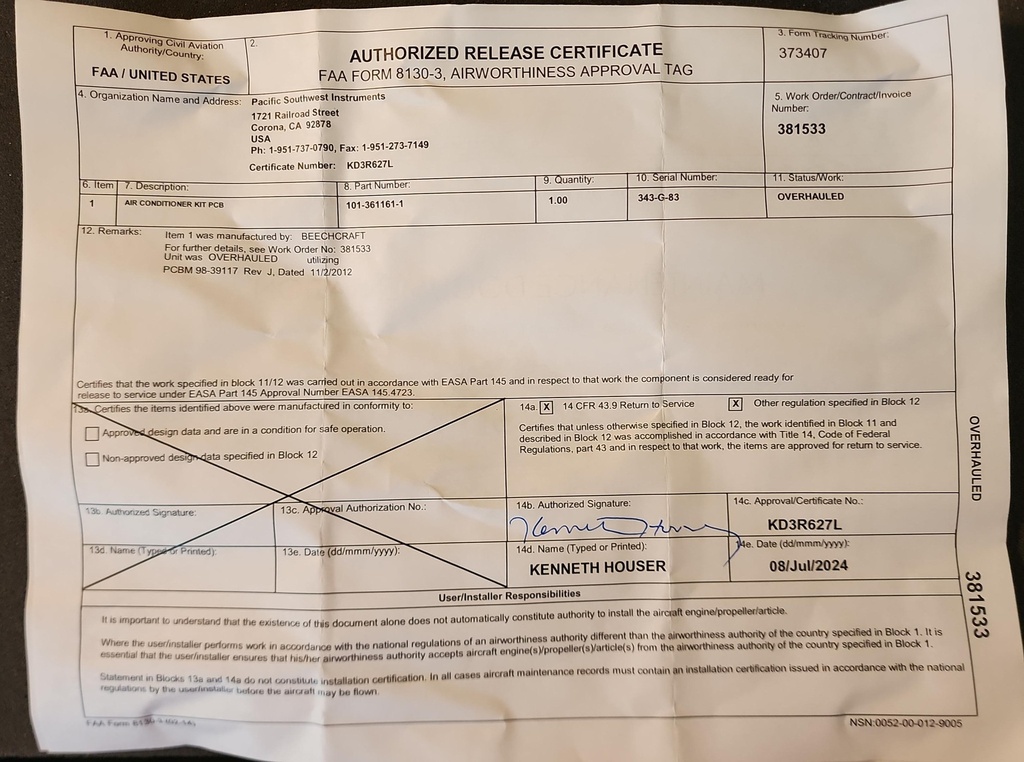 1. Approving Civil Aviation
Authority/Country:
FAA / UNITED STATES
2.
AUTHORIZED RELEASE CERTIFICATE
FAA FORM 8130-3, AIRWORTHINESS APPROVAL TAG
3. Form Tracking Number:
373407
4. Organization Name and Address:
Pacific Southwest Instruments
1721 Railroad Street
Corona, CA 92878
USA
Ph: 1-951-737-0790, Fax: 1-951-273-7149
Certificate Number: KD3R627L
5. Work Order/Contract/Invoice
Number:
381533
6. Item
7. Description:
8. Part Number:
9. Quantity:
10. Serial Number:
11. Status/Work:
1
AIR CONDITIONER KIT PCB
101-361161-1
1.00
343-G-83
OVERHAULED
12. Remarks:
Item 1 was manufactured by: BEECHCRAFT
For further details, see Work Order No: 381533
Unit was OVERHAULED utilizing
PCBM 98-39117 Rev J, Dated 11/2/2012
Certifies that the work specified in block 11/12 was carried out in accordance with EASA Part 145 and in respect to that work the component is considered ready for
release to service under EASA Part 145 Approval Number EASA 145.4723.
13a. Certifies the items identified above were manufactured in conformity to:
Approved design data and are in a condition for safe operation.
Non-approved design data specified in Block 12
14a. X 14 CFR 43.9 Return to Service X Other regulation specified in Block 12
Certifies that unless otherwise specified in Block 12, the work identified in Block 11 and
described in Block 12 was accomplished in accordance with Title 14, Code of Federal
Regulations, part 43 and in respect to that work, the items are approved for return to service.
13b. Authorized Signature:
13c. Approval Authorization No.:
14b. Authorized Signature:
Kenneth Houser
14c. Approval/Certificate No.:
KD3R627L
13d. Name (Typed or Printed):
13e. Date (dd/mmm/yyyy):
14d. Name (Typed or Printed):
KENNETH HOUSER
14e. Date (dd/mmm/yyyy):
08/Jul/2024
User/Installer Responsibilities
It is important to understand that the existence of this document alone does not automatically constitute authority to install the aircraft engine/propeller/article.
Where the user/installer performs work in accordance with the national regulations of an airworthiness authority different than the airworthiness authority of the country specified in Block 1. It is
essential that the user/installer ensures that his/her airworthiness authority accepts aircraft engine(s)/propeller(s)/article(s) from the airworthiness authority of the country specified in Block 1.
Statement in Blocks 13a and 14a do not constitute installation certification. In all cases aircraft maintenance records must contain an installation certification issued in accordance with the national
regulations by the user/installer before the aircraft may be flown.
FAA Form 8130-3
NSN:0052-00-012-9005
OVERHAULED
381533